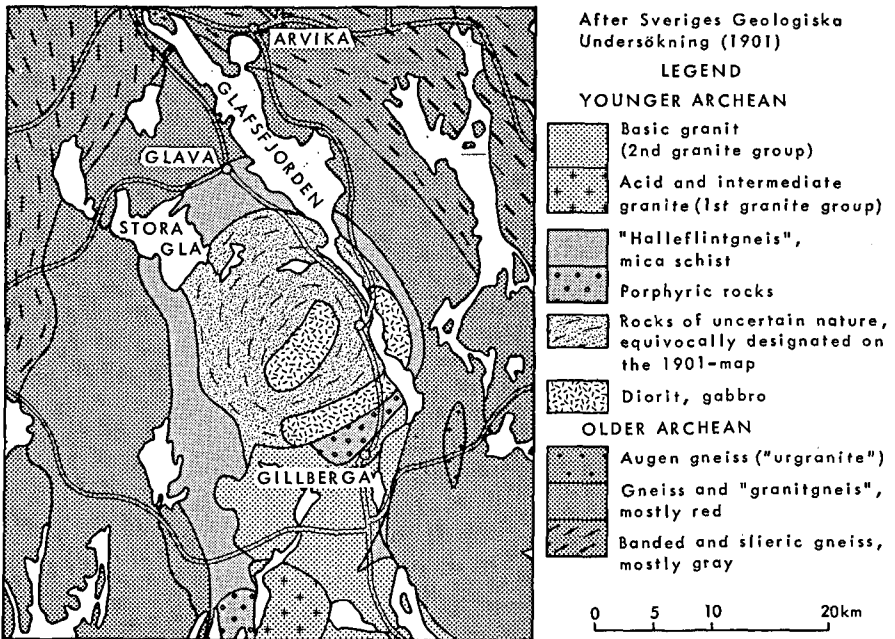 ARVIKA
GLAFSFJORDEN
GLAVA
STORA
GLA
GILLBERGA
After Sveriges Geologiska
Undersökning (1901)
LEGEND
YOUNGER ARCHEAN
Basic granit
(2nd granite group)
Acid and intermediate
granite (1st granite group)
"Halleflintgneis",
mica schist
Porphyric rocks
Rocks of uncertain nature,
equivocally designated on
the 1901-map
Diorit, gabbro
OLDER ARCHEAN
Augen gneiss ("urgranite")
Gneiss and "granitgneis",
mostly red
Banded and slieric gneiss,
mostly gray
0 5 10 20km